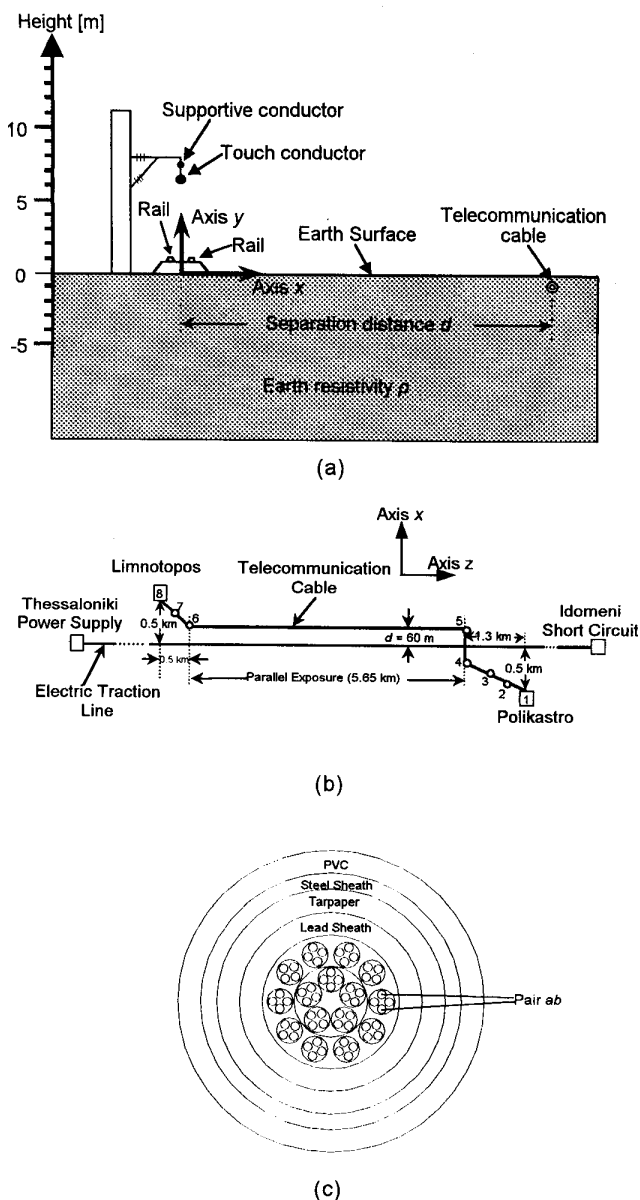 Height [m]
Supportive conductor
10
Touch conductor
5
Rail
Axis y
Rail
Earth Surface
Telecommunication
cable
0
Axis x
Separation distance d
-5
Earth resistivity ρ
(a)
Axis x
Axis z
Limnotopos
Telecommunication
Cable
8
7
6
5
Thessaloniki
Power Supply
0.5 km
d = 60 m
1.3 km
Idomeni
Short Circuit
0.5 km
4
0.5 km
Electric Traction
Line
Parallel Exposure (5.65 km)
3
2
1
Polikastro
(b)
PVC
Steel Sheath
Tarpaper
Lead Sheath
Pair ab
(c)